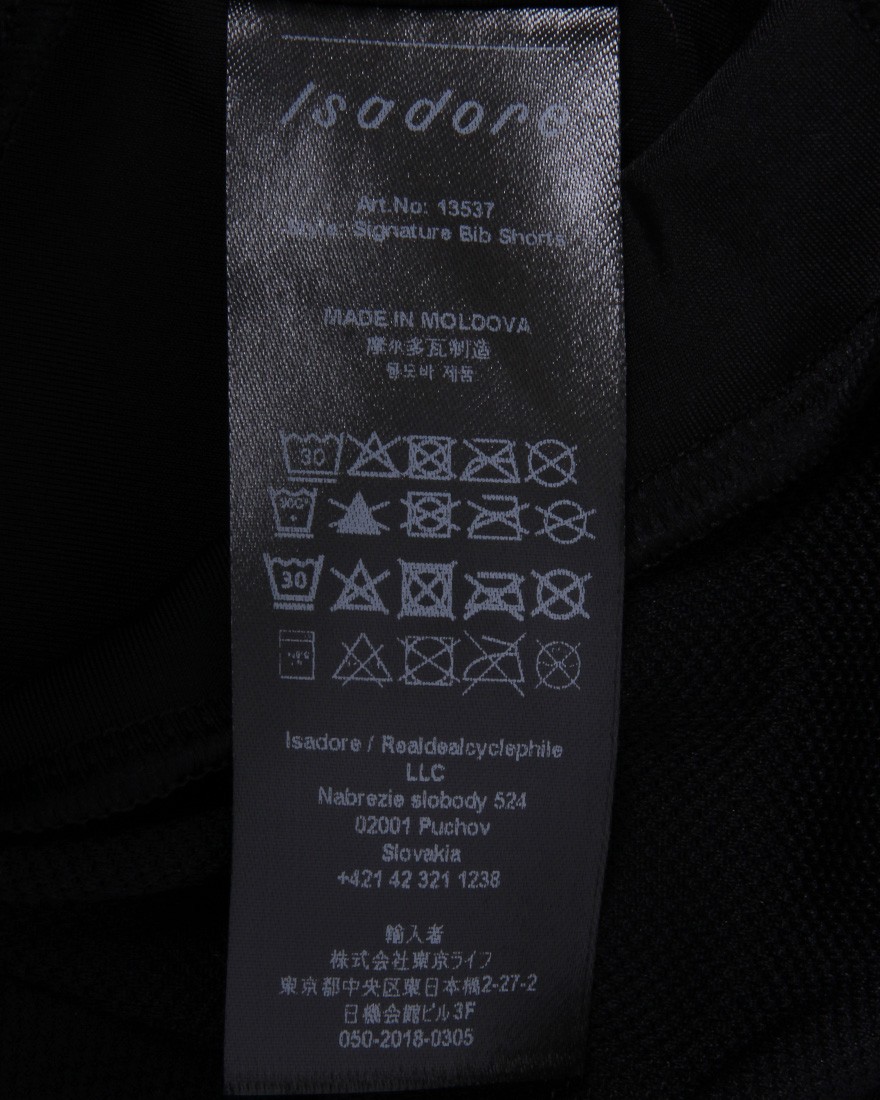 Isadore
Art.No: 13537
Style: Signature Bib Shorts
MADE IN MOLDOVA
摩尔多瓦制造
몰도바 제품
30
30
Isadore / Realdealcyclephile
LLC
Nabrezie slobody 524
02001 Puchov
Slovakia
+421 42 321 1238
輸入者
株式会社東京ライフ
東京都中央区東日本橋2-27-2
日機会館ビル3F
050-2018-0305